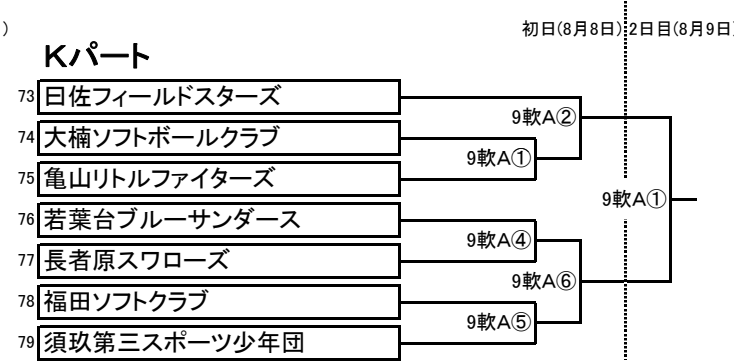 ） 初日(8月8日) 2日目(8月9日)
Kパート
73 日佐フィールドスターズ
9軟A②
74 大楠ソフトボールクラブ
9軟A①
75 亀山リトルファイターズ
9軟A①
76 若葉台ブルーサンダース
9軟A④
77 長者原スワローズ
9軟A⑥
78 福田ソフトクラブ
9軟A⑤
79 須玖第三スポーツ少年団